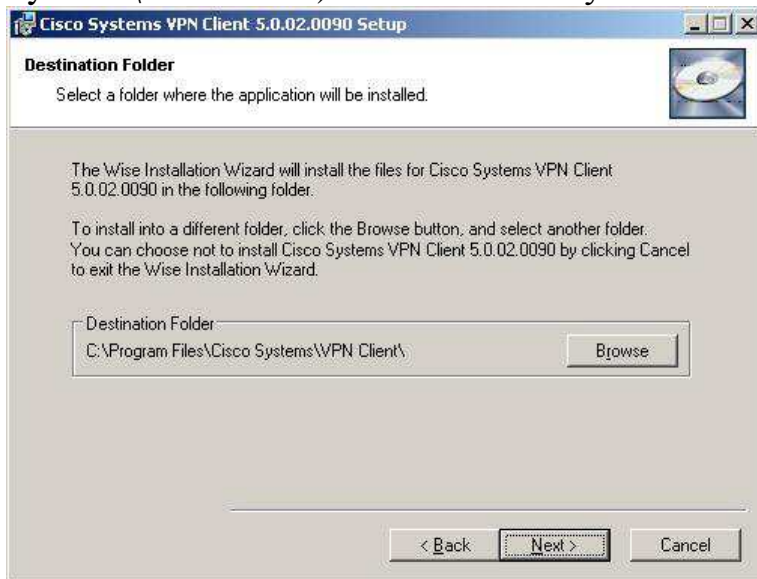 Cisco Systems VPN Client 5.0.02.0090 Setup
Destination Folder
Select a folder where the application will be installed.
The Wise Installation Wizard will install the files for Cisco Systems VPN Client
5.0.02.0090 in the following folder.
To install into a different folder, click the Browse button, and select another folder.
You can choose not to install Cisco Systems VPN Client 5.0.02.0090 by clicking Cancel
to exit the Wise Installation Wizard.
Destination Folder
C:\Program Files\Cisco Systems\VPN Client\
Browse
< Back
Next >
Cancel